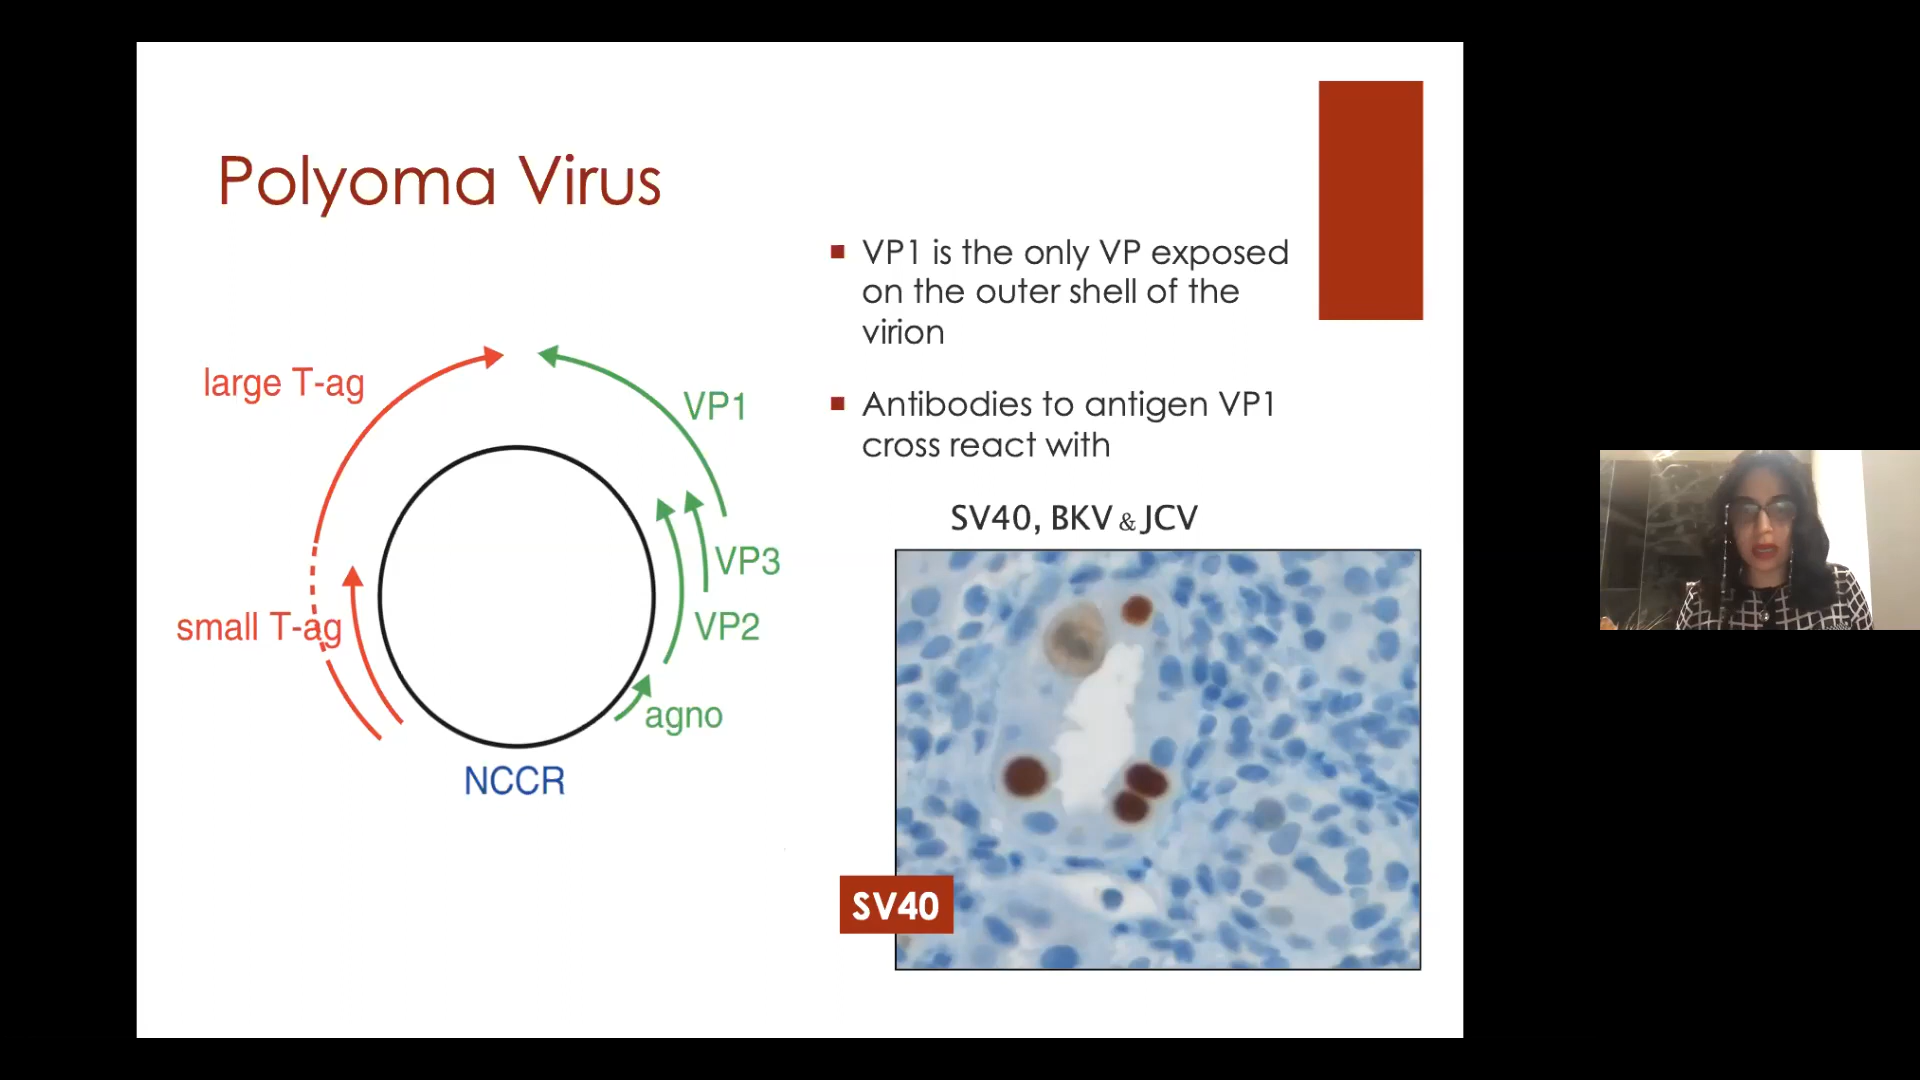 Polyoma Virus
VP1 is the only VP exposed
on the outer shell of the
virion
Antibodies to antigen VP1
cross react with
SV40, BKV & JCV
large T-ag
VP1
VP3
small T-ag
VP2
agno
NCCR
SV40